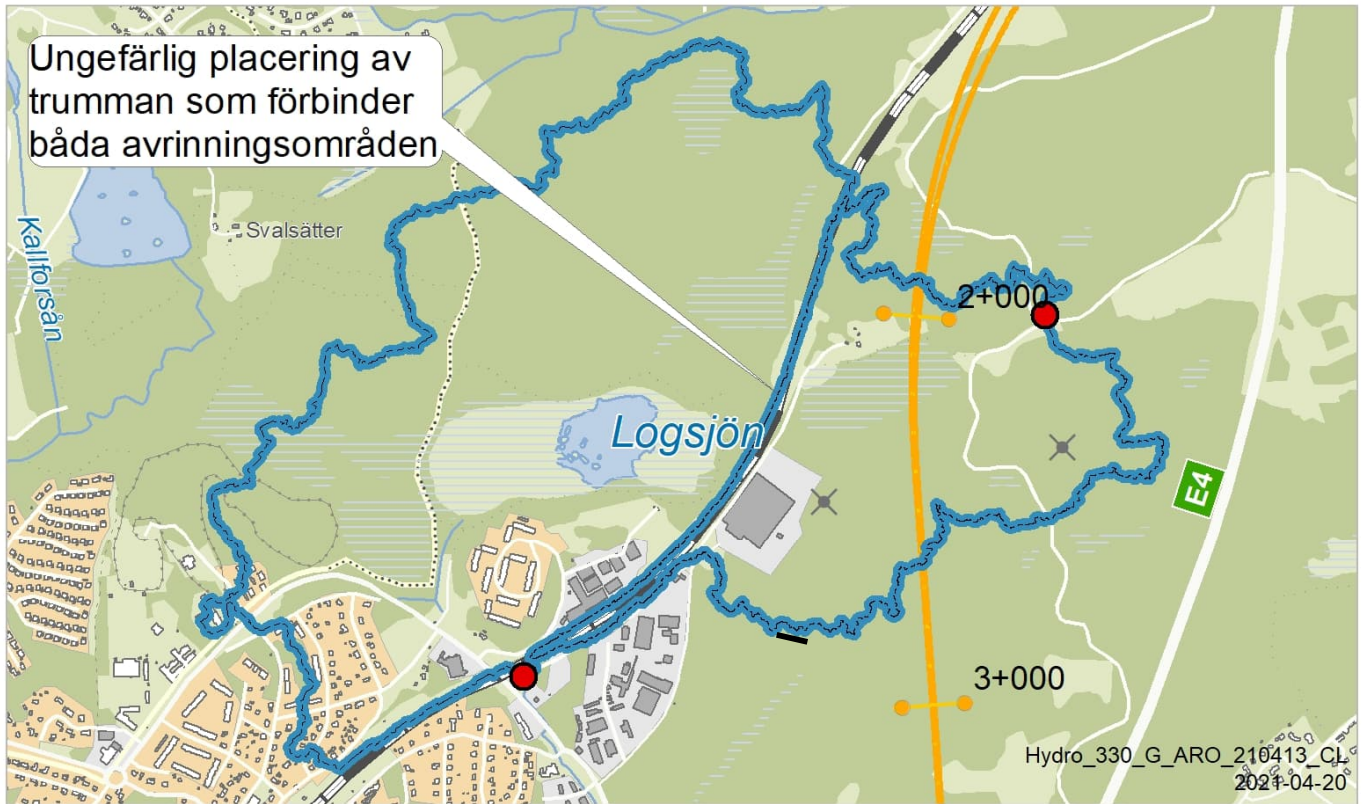 Ungefärlig placering av
trumman som förbinder
båda avrinningsområden
Svalsätter
Kallforsån
2+000
Logsjön
E4
3+000
Hydro_330_G_ARO_210413_CL
2021-04-20